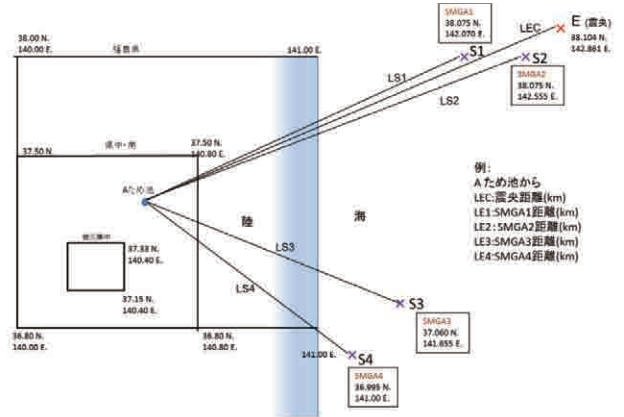 SMGA1
38.075 N.
142.070 E.
LEC
E (震央)
38.104 N.
142.861 E.
38.00 N.
140.00 E.
福島県
141.00 E.
S1
S2
SMGA2
38.075 N.
142.555 E.
LS1
LS2
37.50 N.
県中・南
37.50 N.
140.80 E.
Aため池
陸
海
例:
Aため池から
LEC:震央距離(km)
LE1:SMGA1距離(km)
LE2:SMGA2距離(km)
LE3:SMGA3距離(km)
LE4:SMGA4距離(km)
37.33 N.
140.40 E.
37.15 N.
140.40 E.
LS3
LS4
S3
SMGA3
37.060 N.
141.655 E.
36.80 N.
140.00 E.
36.80 N.
140.80 E.
141.00 E.
S4
SMGA4
36.995 N.
141.00 E.